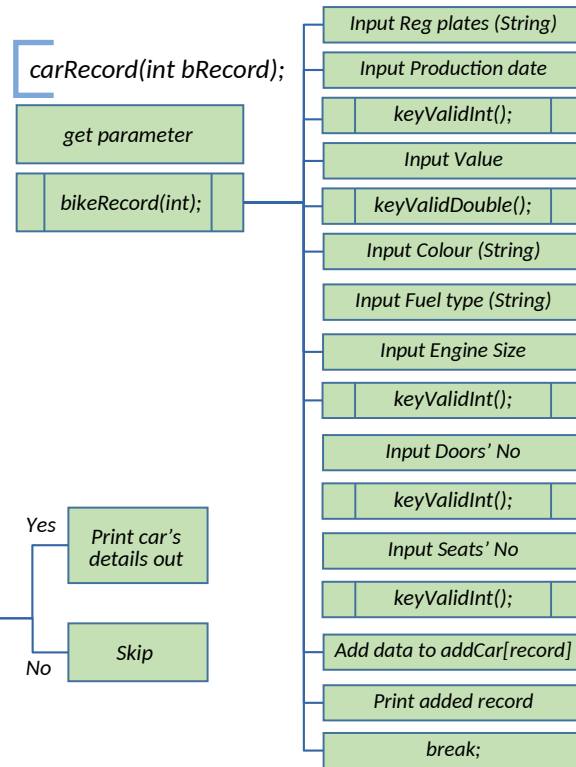 carRecord(int bRecord);
get parameter
bikeRecord(int);
Input Reg plates (String)
Input Production date
keyValidInt();
Input Value
keyValidDouble();
Input Colour (String)
Input Fuel type (String)
Input Engine Size
keyValidInt();
Input Doors’ No
keyValidInt();
Input Seats’ No
keyValidInt();
Add data to addCar[record]
Print added record
break;
Yes
Print car’s
details out
No
Skip